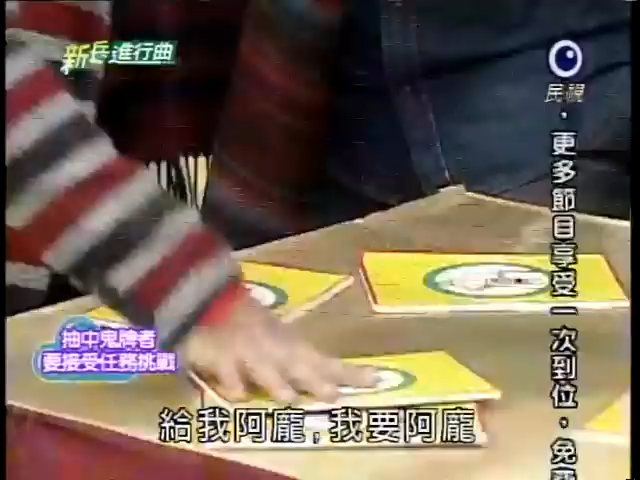 新兵進行曲
民視
，更多節目享受一次到位，免
抽中鬼牌者
要接受任務挑戰
給我阿龐，我要阿龐